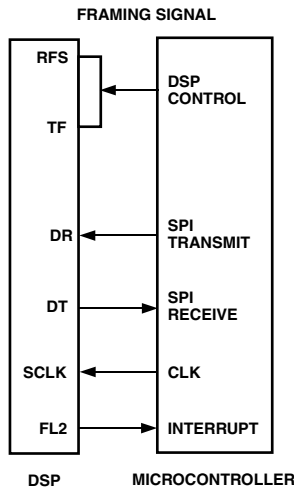 FRAMING SIGNAL
RFS
DSP
CONTROL
TF
DR
SPI
TRANSMIT
DT
SPI
RECEIVE
SCLK
CLK
FL2
INTERRUPT
DSP
MICROCONTROLLER